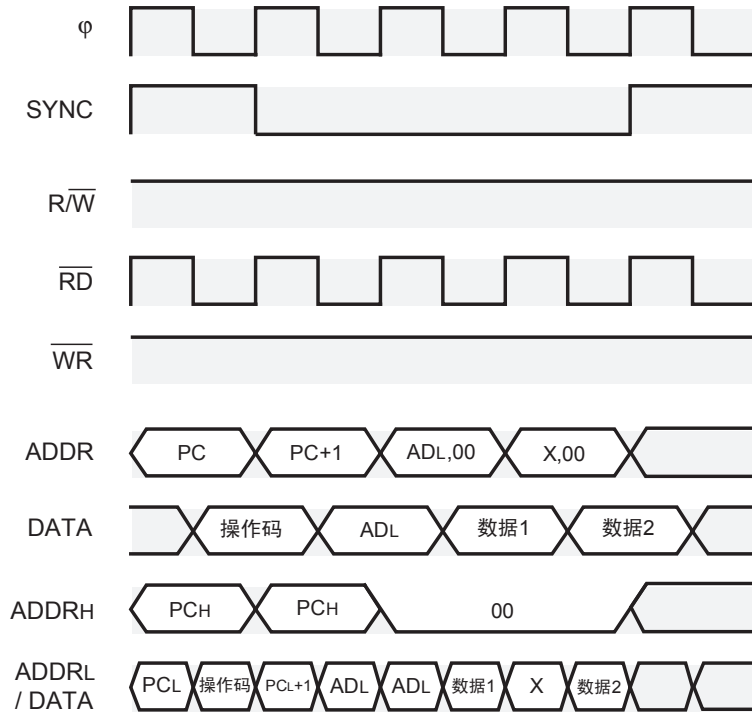 φ
SYNC
R/W̅
R̅D̅
W̅R̅
ADDR PC PC+1 ADL,00 X,00
DATA 操作码 ADL 数据1 数据2
ADDRH PCH PCH 00
ADDRL
/ DATA PCL 操作码 PCL+1 ADL ADL 数据1 X 数据2